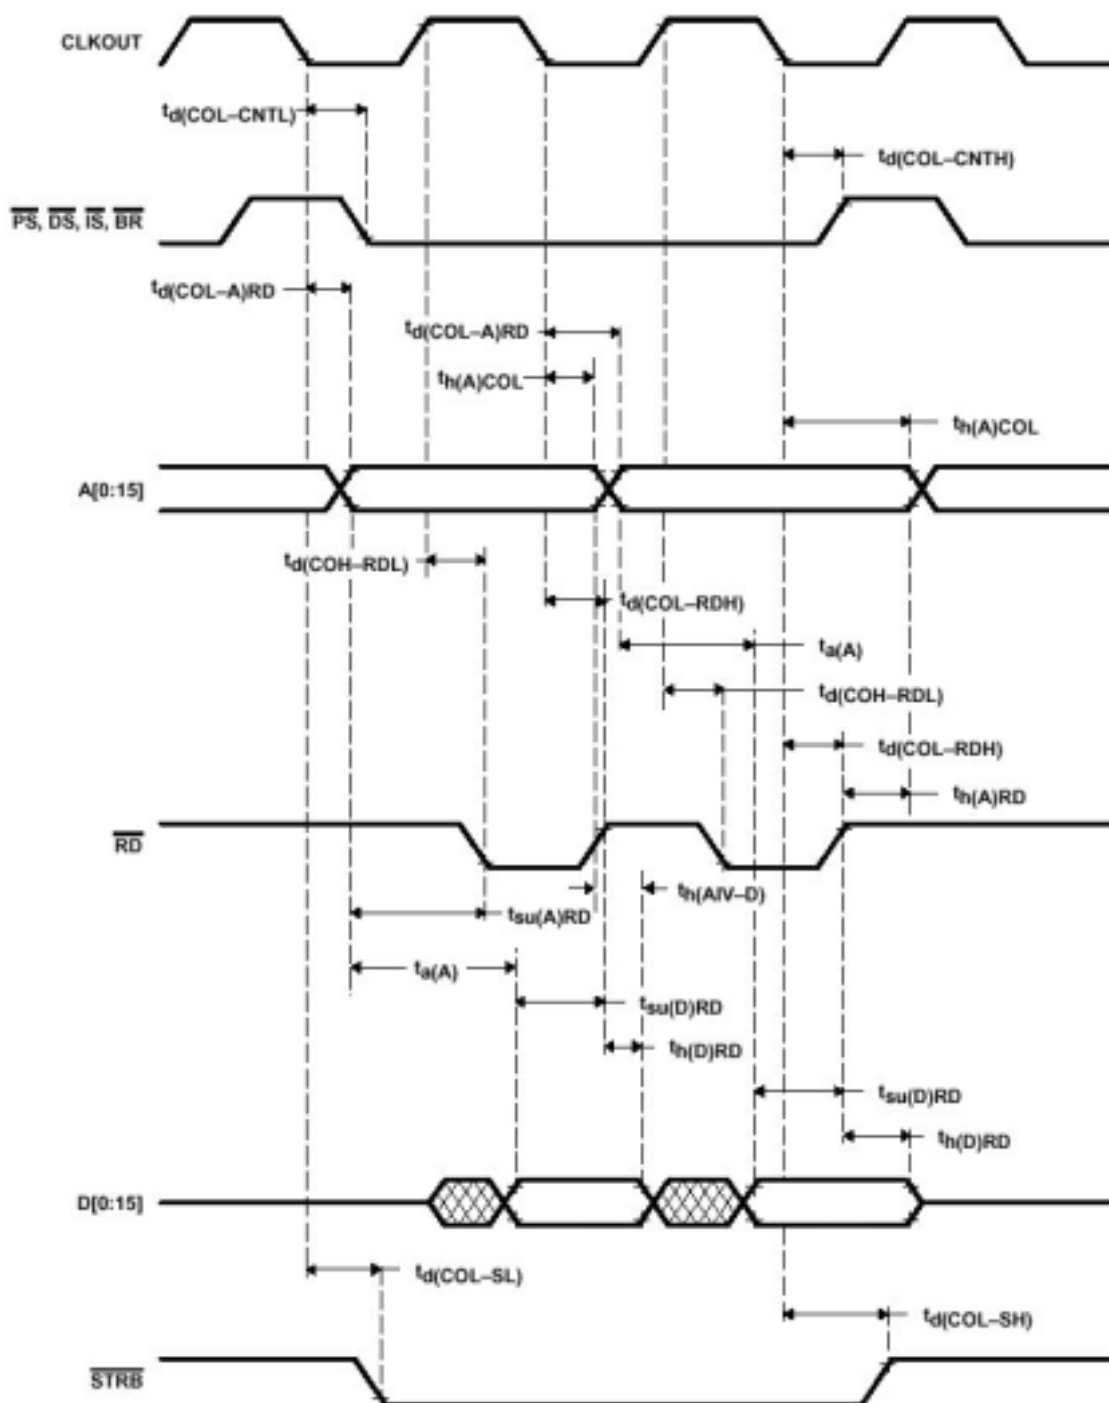 CLKOUT
td(COL–CNTL)
td(COL–CNTH)
PS, DS, IS, BR
td(COL–A)RD
td(COL–A)RD
th(A)COL
th(A)COL
A[0:15]
td(COH–RDL)
td(COL–RDH)
ta(A)
td(COH–RDL)
td(COL–RDH)
th(A)RD
RD
th(AIV–D)
tsu(A)RD
ta(A)
tsu(D)RD
th(D)RD
tsu(D)RD
th(D)RD
D[0:15]
td(COL–SL)
td(COL–SH)
STRB